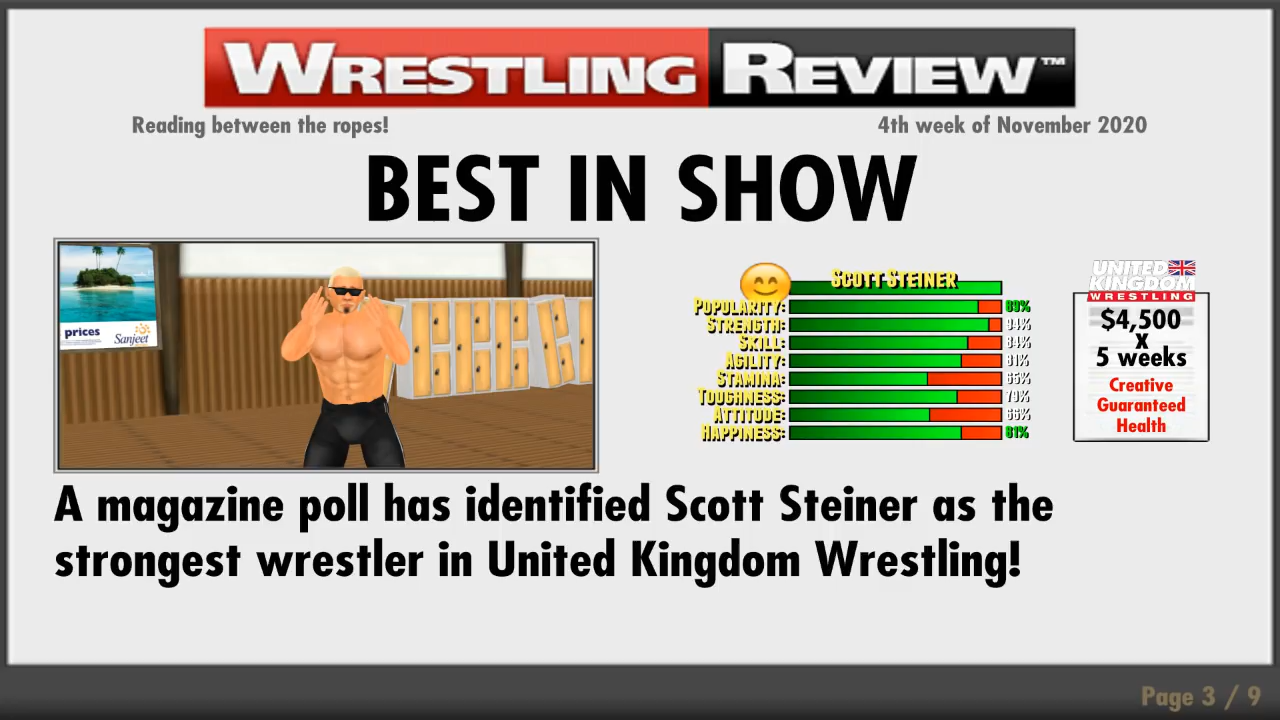 WRESTLING REVIEW™
Reading between the ropes!
4th week of November 2020
BEST IN SHOW
prices
Sanjeet
SCOTT STEINER
POPULARITY: 89%
STRENGTH: 94%
SKILL: 84%
AGILITY: 81%
STAMINA: 65%
TOUGHNESS: 79%
ATTITUDE: 66%
HAPPINESS: 81%
UNITED
KINGDOM
WRESTLING
$4,500
X
5 weeks
Creative
Guaranteed
Health
A magazine poll has identified Scott Steiner as the
strongest wrestler in United Kingdom Wrestling!
Page 3 / 9